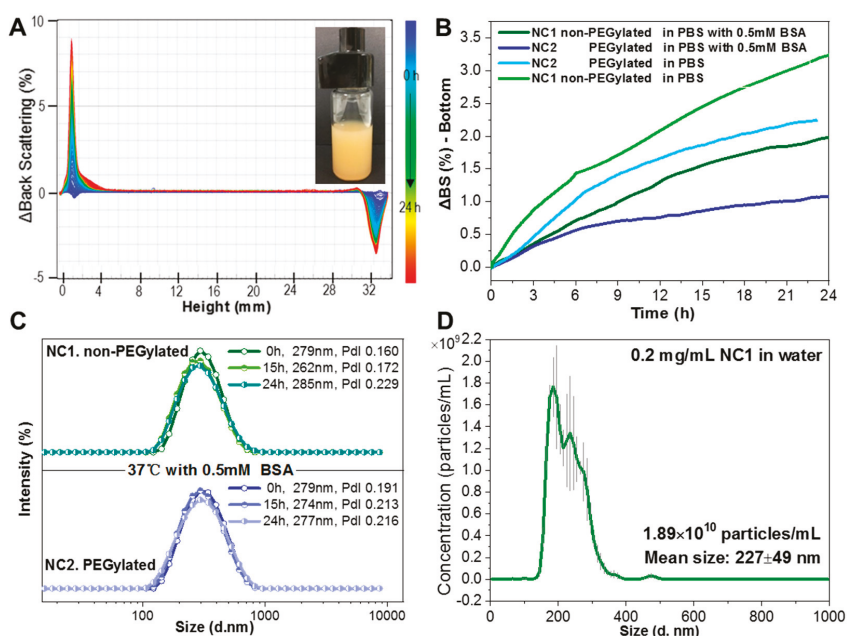 A
ΔBack Scattering (%)
10
5
0
-5
0 4 8 12 16 20 24 28 32
Height (mm)
0 h
24 h
B
NC1 non-PEGylated in PBS with 0.5mM BSA
NC2 PEGylated in PBS with 0.5mM BSA
NC2 PEGylated in PBS
NC1 non-PEGylated in PBS
ΔBS (%) - Bottom
3.5
3.0
2.5
2.0
1.5
1.0
0.5
0.0
0 3 6 9 12 15 18 21 24
Time (h)
C
NC1. non-PEGylated
0h, 279nm, PdI 0.160
15h, 262nm, PdI 0.172
24h, 285nm, PdI 0.229
37℃ with 0.5mM BSA
0h, 279nm, PdI 0.191
15h, 274nm, PdI 0.213
24h, 277nm, PdI 0.216
NC2. PEGylated
Intensity (%)
100 1000 10000
Size (d.nm)
D
×10⁹
2.2
2.0
1.8
1.6
1.4
1.2
1.0
0.8
0.6
0.4
0.2
0.0
-0.2
Concentration (particles/mL)
0.2 mg/mL NC1 in water
1.89×10¹⁰ particles/mL
Mean size: 227±49 nm
0 200 400 600 800 1000
Size (d. nm)